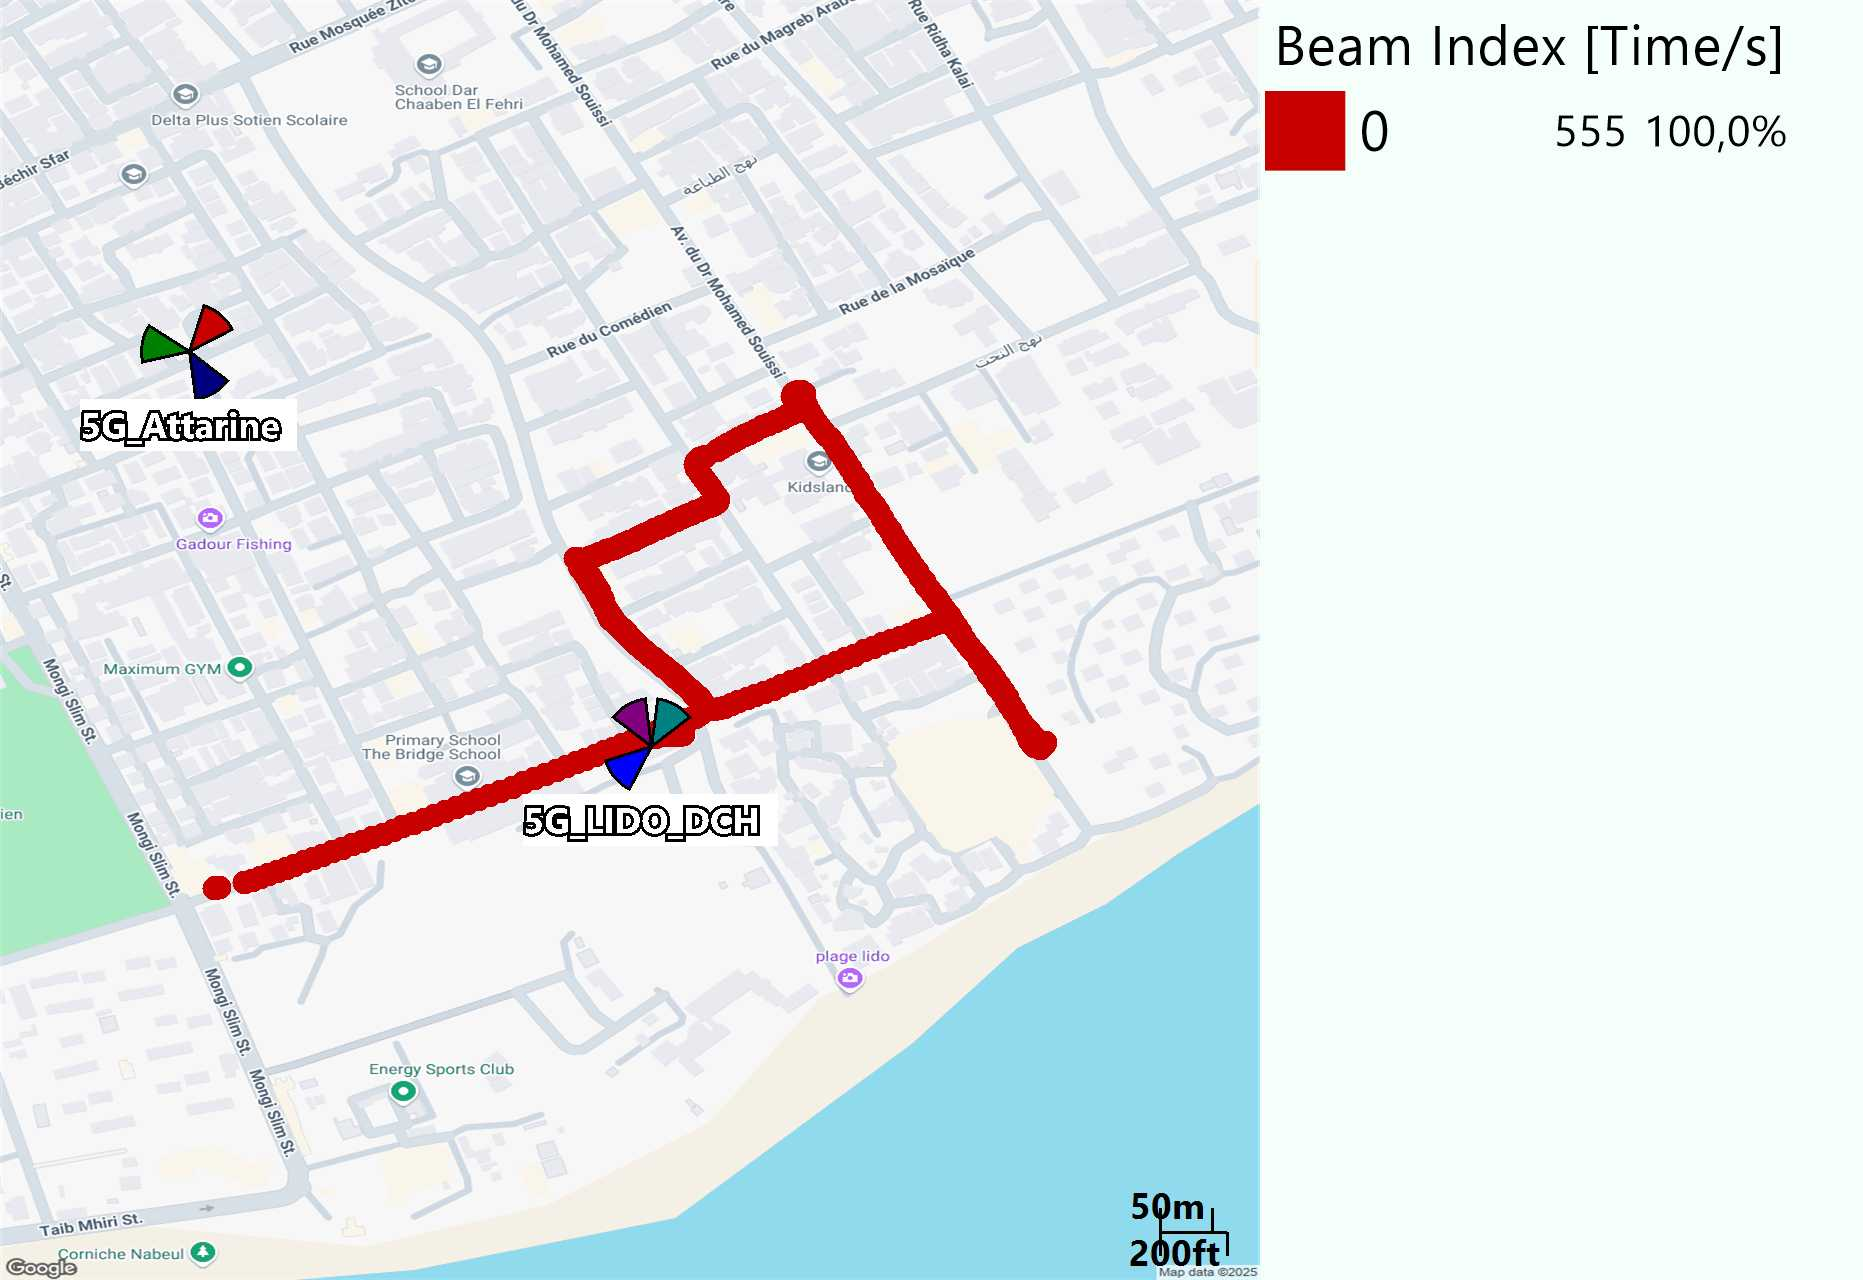 Beam Index [Time/s]
0 555 100,0%
Rue Mosquée
du Dr Mohamed Souissi
Rue du Magreb Arabe
Rue Ridha Kalai
School Dar
Chaaben El Fehri
Delta Plus Sotien Scolaire
Béchir Sfar
نهج الطباعة
Av. du Dr Mohamed Souissi
Rue de la Mosaïque
Rue du Comédien
نهج النحت
5G_Attarine
Kidsland
Gadour Fishing
St.
Maximum GYM
Mongi Slim St.
Primary School
The Bridge School
5G_LIDO_DCH
ien
Mongi Slim St.
plage lido
Mongi Slim St.
Energy Sports Club
Mongi Slim St.
Taib Mhiri St.
50m
200ft
Corniche Nabeul
Google
Map data ©2025